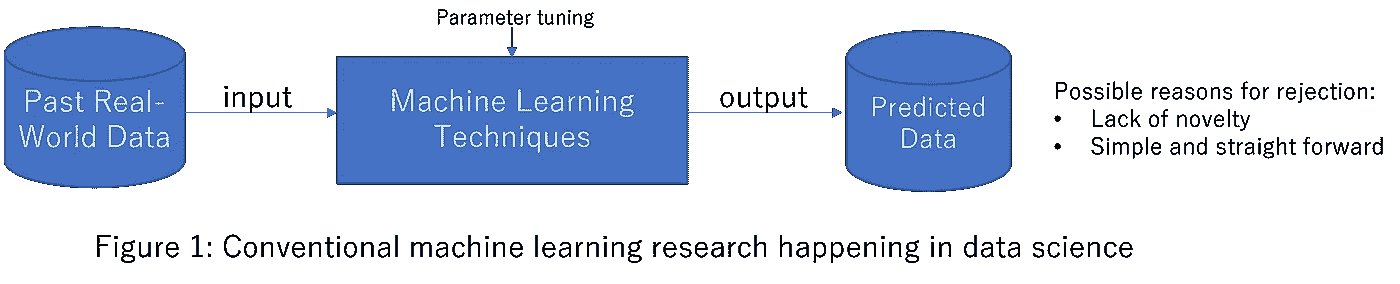 Parameter tuning
Past Real-
World Data
input
Machine Learning
Techniques
output
Predicted
Data
Possible reasons for rejection:
• Lack of novelty
• Simple and straight forward
Figure 1: Conventional machine learning research happening in data science